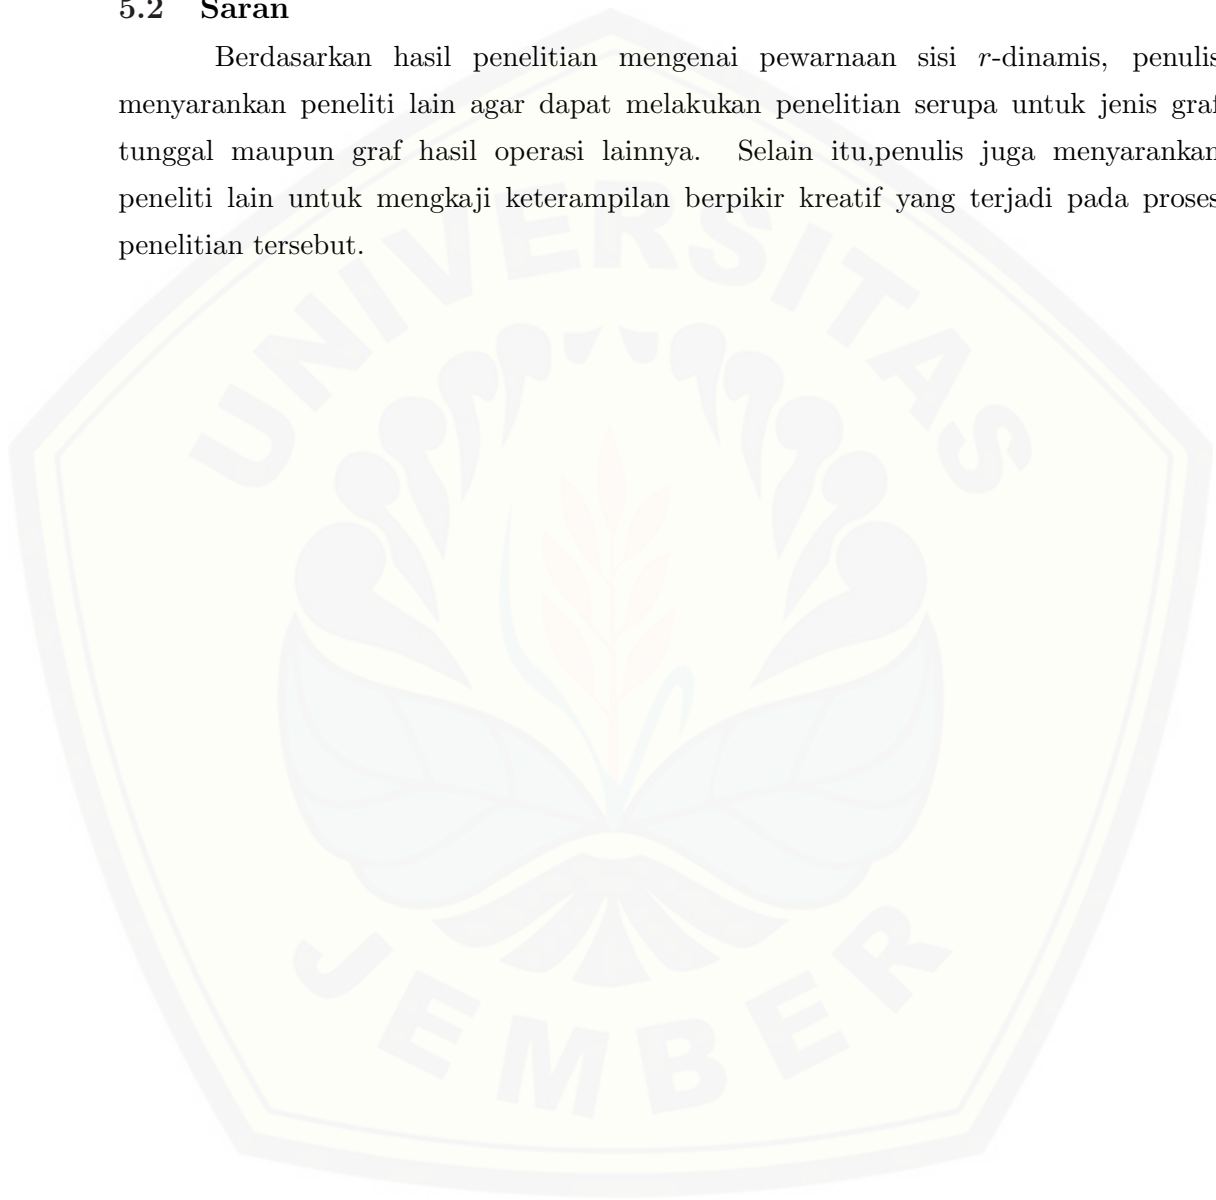 5.2 Saran
Berdasarkan hasil penelitian mengenai pewarnaan sisi r-dinamis, penulis
menyarankan peneliti lain agar dapat melakukan penelitian serupa untuk jenis graf
tunggal maupun graf hasil operasi lainnya. Selain itu,penulis juga menyarankan
peneliti lain untuk mengkaji keterampilan berpikir kreatif yang terjadi pada proses
penelitian tersebut.
UNIVERSITAS
JEMBER